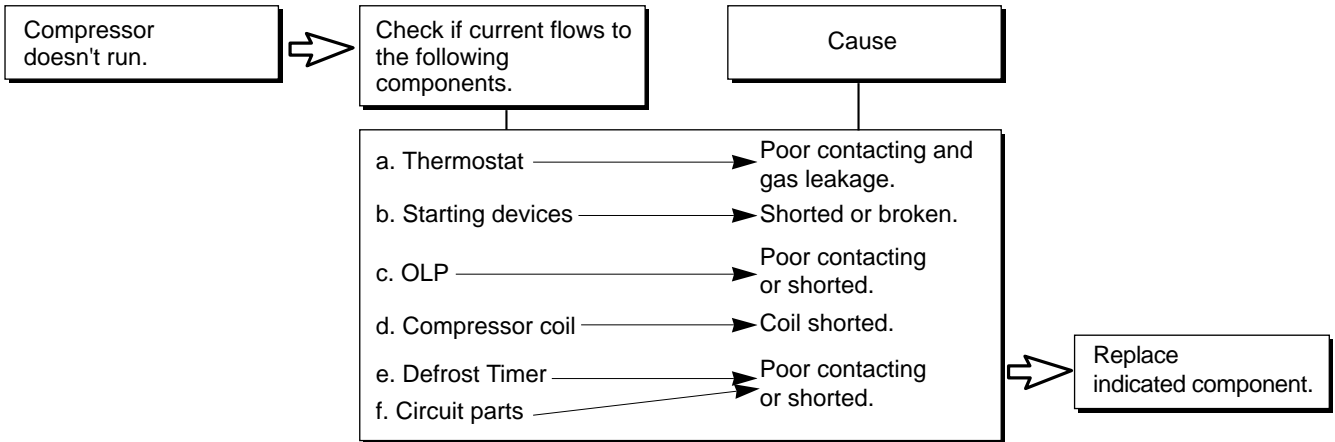 Compressor
doesn't run.
Check if current flows to
the following
components.
Cause
a. Thermostat
Poor contacting and
gas leakage.
b. Starting devices
Shorted or broken.
c. OLP
Poor contacting
or shorted.
d. Compressor coil
Coil shorted.
e. Defrost Timer
f. Circuit parts
Poor contacting
or shorted.
Replace
indicated component.